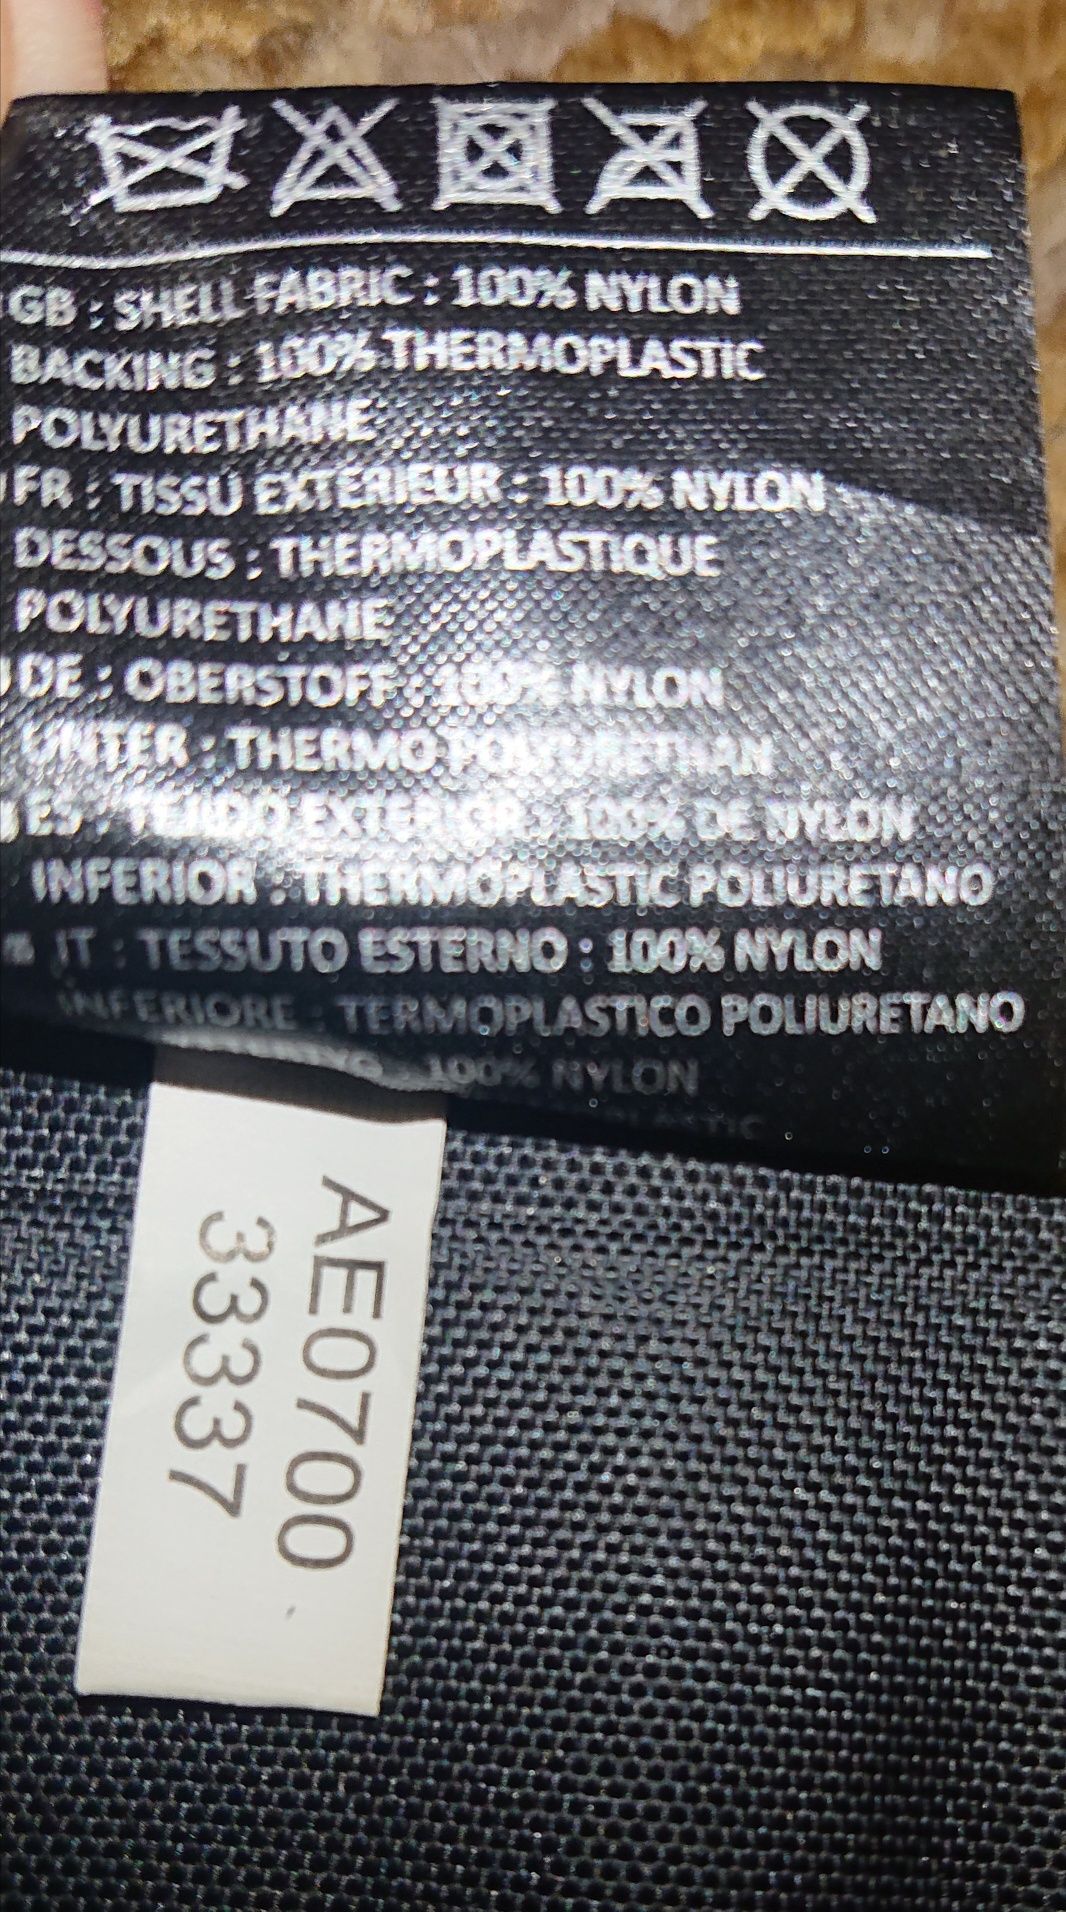 GB : SHELL FABRIC : 100% NYLON
BACKING : 100% THERMOPLASTIC
POLYURETHANE
FR : TISSU EXTERIEUR : 100% NYLON
DESSOUS : THERMOPLASTIQUE
POLYURETHANE
DE : OBERSTOFF : 100% NYLON
UNTER : THERMO POLYURETHAN
ES : TEJIDO EXTERIOR : 100% DE NYLON
INFERIOR : THERMOPLASTIC POLIURETANO
IT : TESSUTO ESTERNO : 100% NYLON
INFERIORE : TERMOPLASTICO POLIURETANO
100% NYLON
AE0700
33337